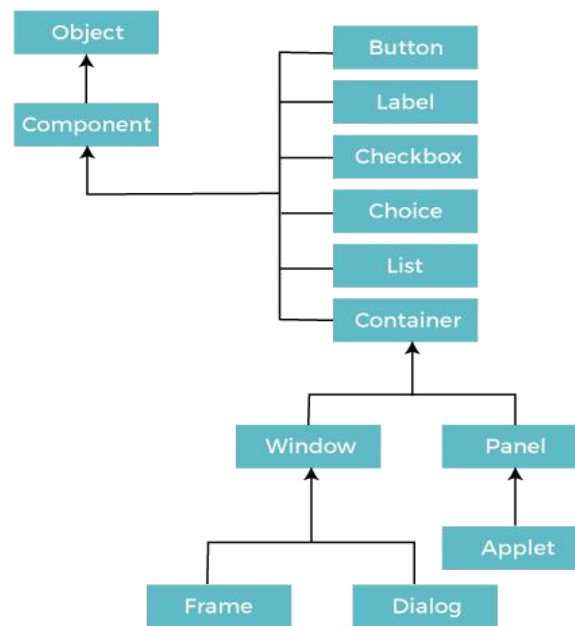 Object
Component
Button
Label
Checkbox
Choice
List
Container
Window
Panel
Applet
Frame
Dialog